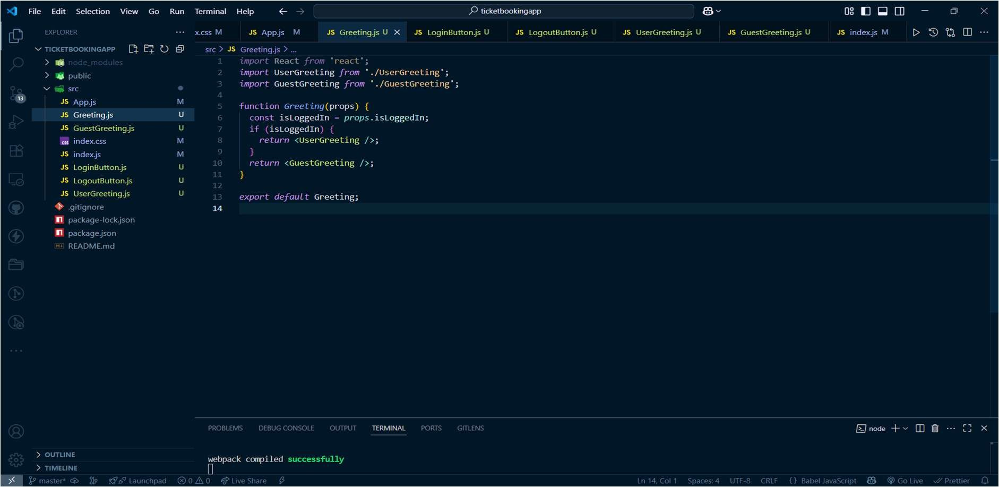 File Edit Selection View Go Run Terminal Help
ticketbookingapp
EXPLORER
x.css M
JS App.js M
JS Greeting.js U
JS LoginButton.js U
JS LogoutButton.js U
JS UserGreeting.js U
JS GuestGreeting.js U
JS index.js M
TICKETBOOKINGAPP
node_modules
public
src
JS App.js M
JS Greeting.js U
JS GuestGreeting.js U
css index.css M
JS index.js M
JS LoginButton.js U
JS LogoutButton.js U
JS UserGreeting.js U
.gitignore
package-lock.json
package.json
README.md
13
OUTLINE
TIMELINE
src > JS Greeting.js > ...
1 import React from 'react';
2 import UserGreeting from './UserGreeting';
3 import GuestGreeting from './GuestGreeting';
4
5 function Greeting(props) {
6 const isLoggedIn = props.isLoggedIn;
7 if (isLoggedIn) {
8 return <UserGreeting />;
9 }
10 return <GuestGreeting />;
11 }
12
13 export default Greeting;
14
PROBLEMS DEBUG CONSOLE OUTPUT TERMINAL PORTS GITLENS
node
webpack compiled successfully
master* Launchpad 0 0 Live Share
Ln 14, Col 1 Spaces: 4 UTF-8 CRLF {} Babel JavaScript Go Live Prettier